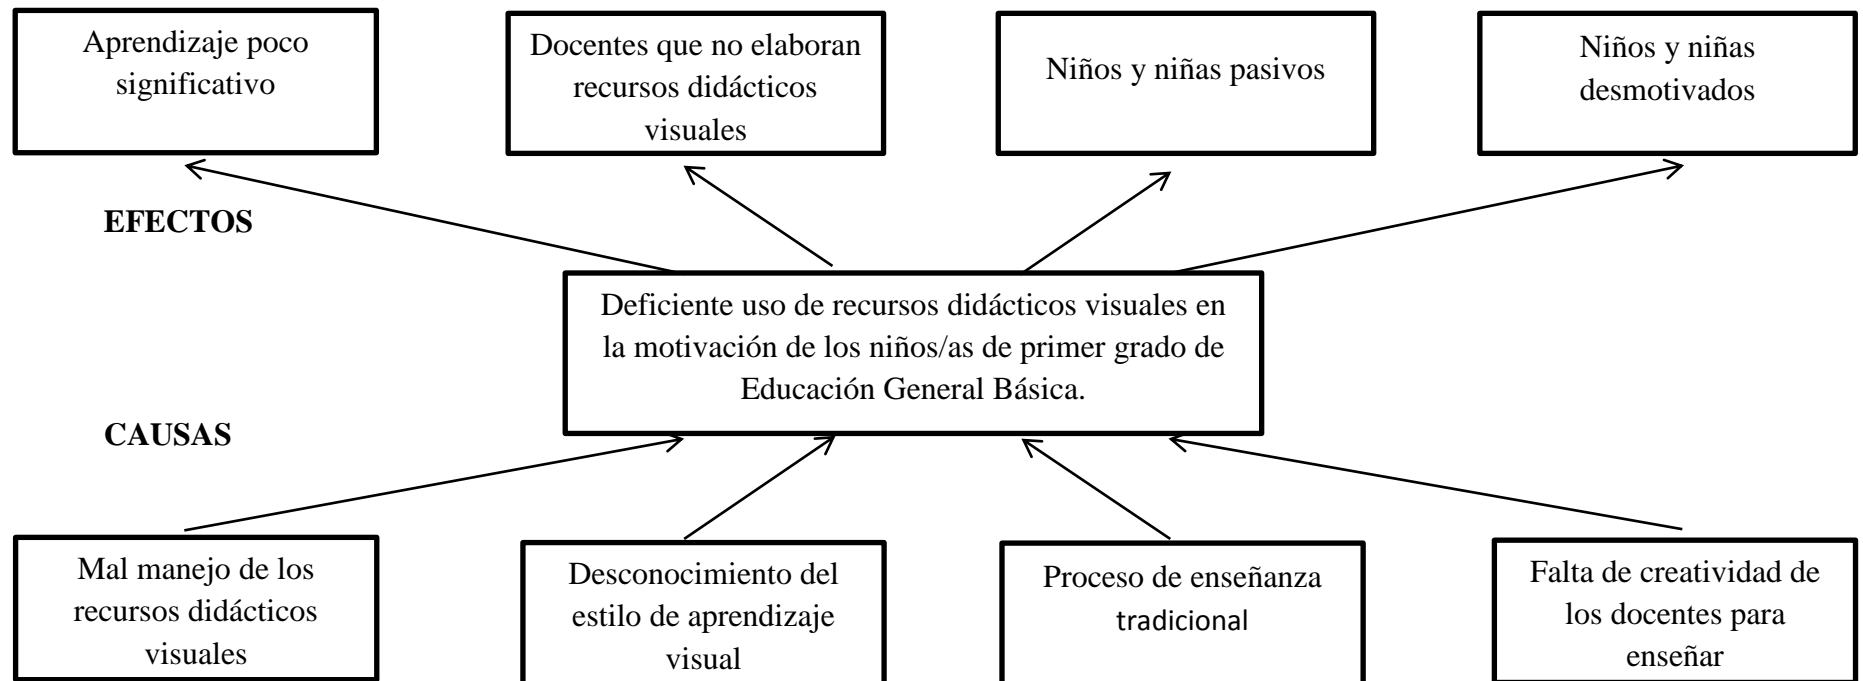 Aprendizaje poco
significativo
Docentes que no elaboran
recursos didácticos
visuales
Niños y niñas pasivos
Niños y niñas
desmotivados
EFECTOS
Deficiente uso de recursos didácticos visuales en
la motivación de los niños/as de primer grado de
Educación General Básica.
CAUSAS
Mal manejo de los
recursos didácticos
visuales
Desconocimiento del
estilo de aprendizaje
visual
Proceso de enseñanza
tradicional
Falta de creatividad de
los docentes para
enseñar